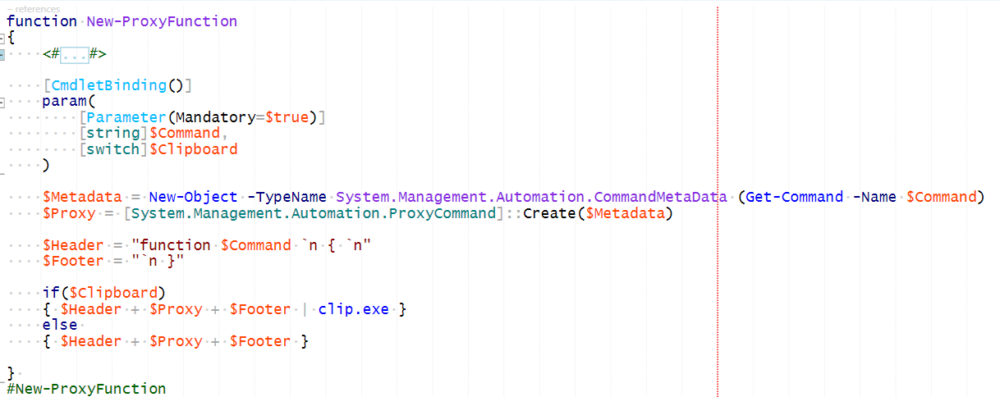 – references
function New-ProxyFunction
{
    <#...#>
    [CmdletBinding()]
    param(
        [Parameter(Mandatory=$true)]
        [string]$Command,
        [switch]$Clipboard
    )
    $Metadata = New-Object -TypeName System.Management.Automation.CommandMetaData (Get-Command -Name $Command)
    $Proxy = [System.Management.Automation.ProxyCommand]::Create($Metadata)
    $Header = "function $Command `n { `n"
    $Footer = "`n }"
    if($Clipboard)
    { $Header + $Proxy + $Footer | clip.exe }
    else
    { $Header + $Proxy + $Footer }
}
#New-ProxyFunction